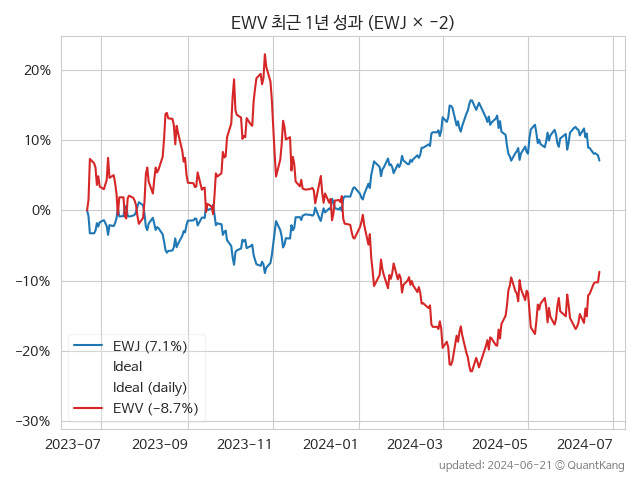 EWV 최근 1년 성과 (EWJ × −2)
20%
10%
0%
−10%
−20%
−30%
EWJ (7.1%)
Ideal
Ideal (daily)
EWV (−8.7%)
2023−07 2023−09 2023−11 2024−01 2024−03 2024−05 2024−07
updated: 2024−06−21 ⓒ QuantKang